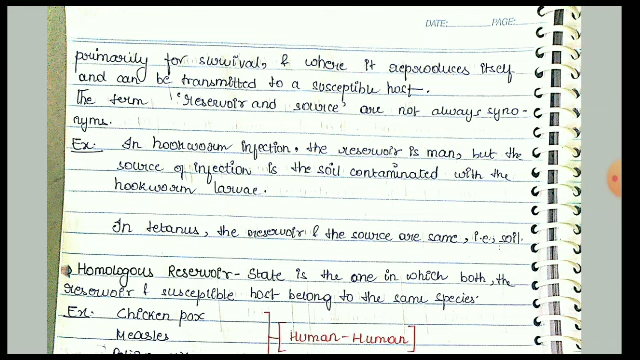 DATE: PAGE:
primarily for survival, & where it reproduces itself
and can be transmitted to a susceptible host.
The term 'reservoir and source' are not always syno-
nyms.
Ex: In hookworm infection, the reservoir is man, but the
source of infection is the soil contaminated with the
hookworm larvae.
In tetanus, the reservoir & the source are same, i.e, soil.
Homologous Reservoir - State is the one in which both, the
reservoir & susceptible host belong to the same species.
Ex: Chicken pox
Measles
[Human-Human]